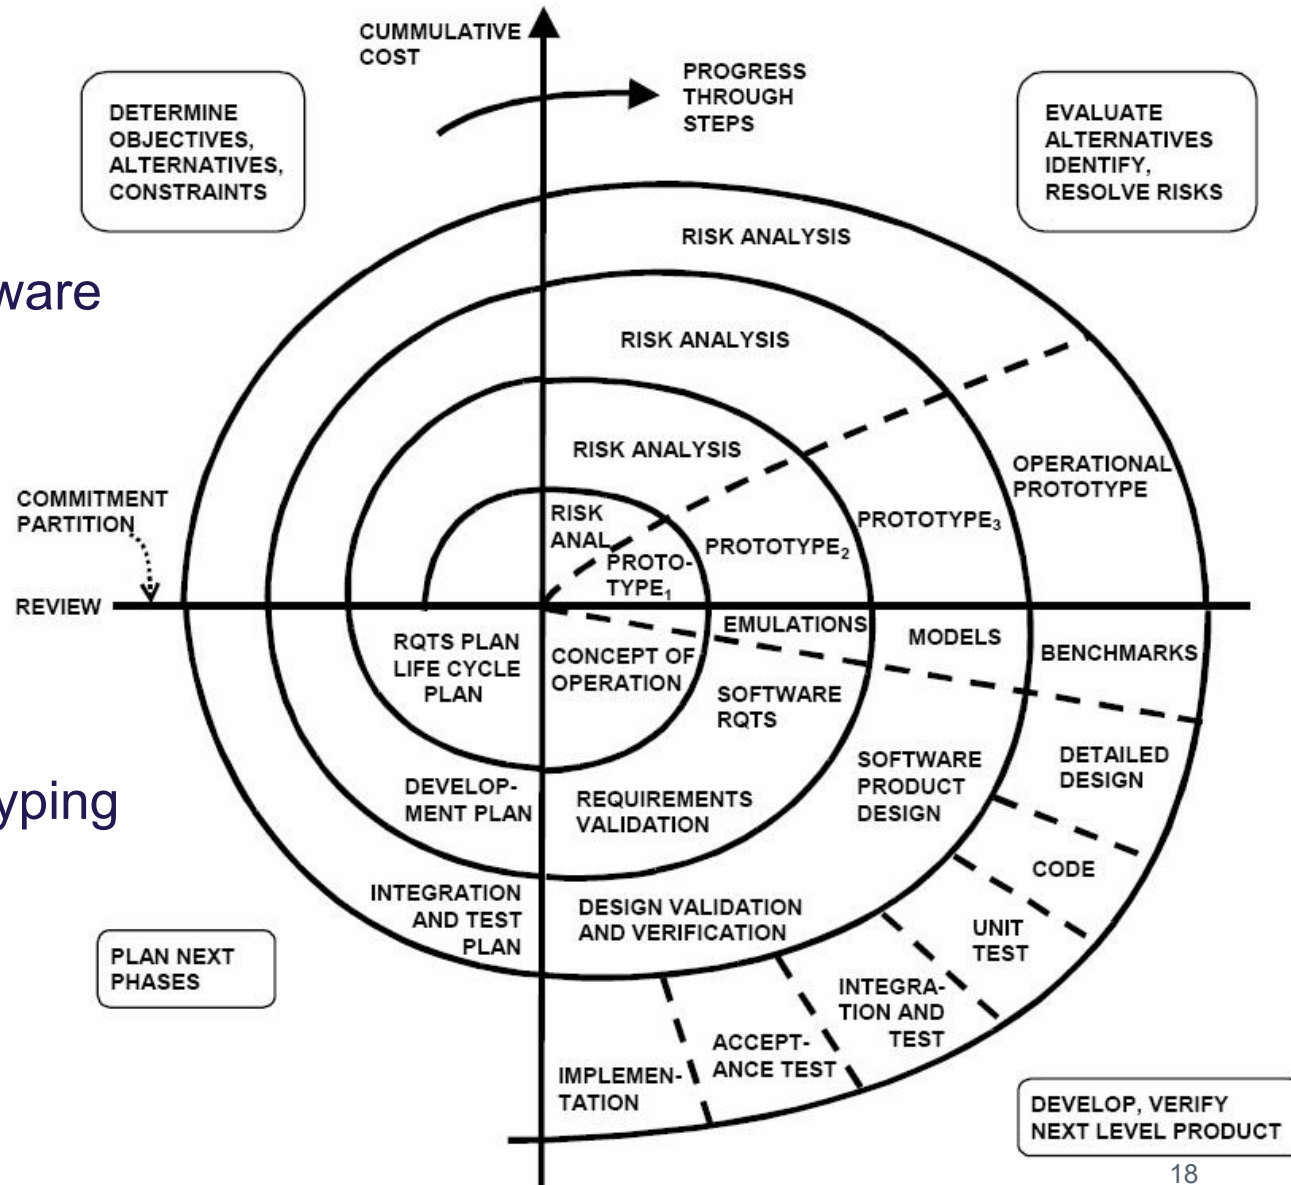 CUMMULATIVE
COST
PROGRESS
THROUGH
STEPS
DETERMINE
OBJECTIVES,
ALTERNATIVES,
CONSTRAINTS
EVALUATE
ALTERNATIVES
IDENTIFY,
RESOLVE RISKS
RISK ANALYSIS
ware
RISK ANALYSIS
RISK ANALYSIS
OPERATIONAL
PROTOTYPE
COMMITMENT
PARTITION
RISK
ANAL
PROTOTYPE3
PROTOTYPE2
PROTO-
TYPE1
REVIEW
EMULATIONS
MODELS
BENCHMARKS
RQTS PLAN
LIFE CYCLE
PLAN
CONCEPT OF
OPERATION
SOFTWARE
RQTS
SOFTWARE
PRODUCT
DESIGN
DETAILED
DESIGN
yping
DEVELOP-
MENT PLAN
REQUIREMENTS
VALIDATION
CODE
INTEGRATION
AND TEST
PLAN
DESIGN VALIDATION
AND VERIFICATION
UNIT
TEST
PLAN NEXT
PHASES
INTEGRA-
TION AND
TEST
ACCEPT-
ANCE TEST
IMPLEMEN-
TATION
DEVELOP, VERIFY
NEXT LEVEL PRODUCT
18